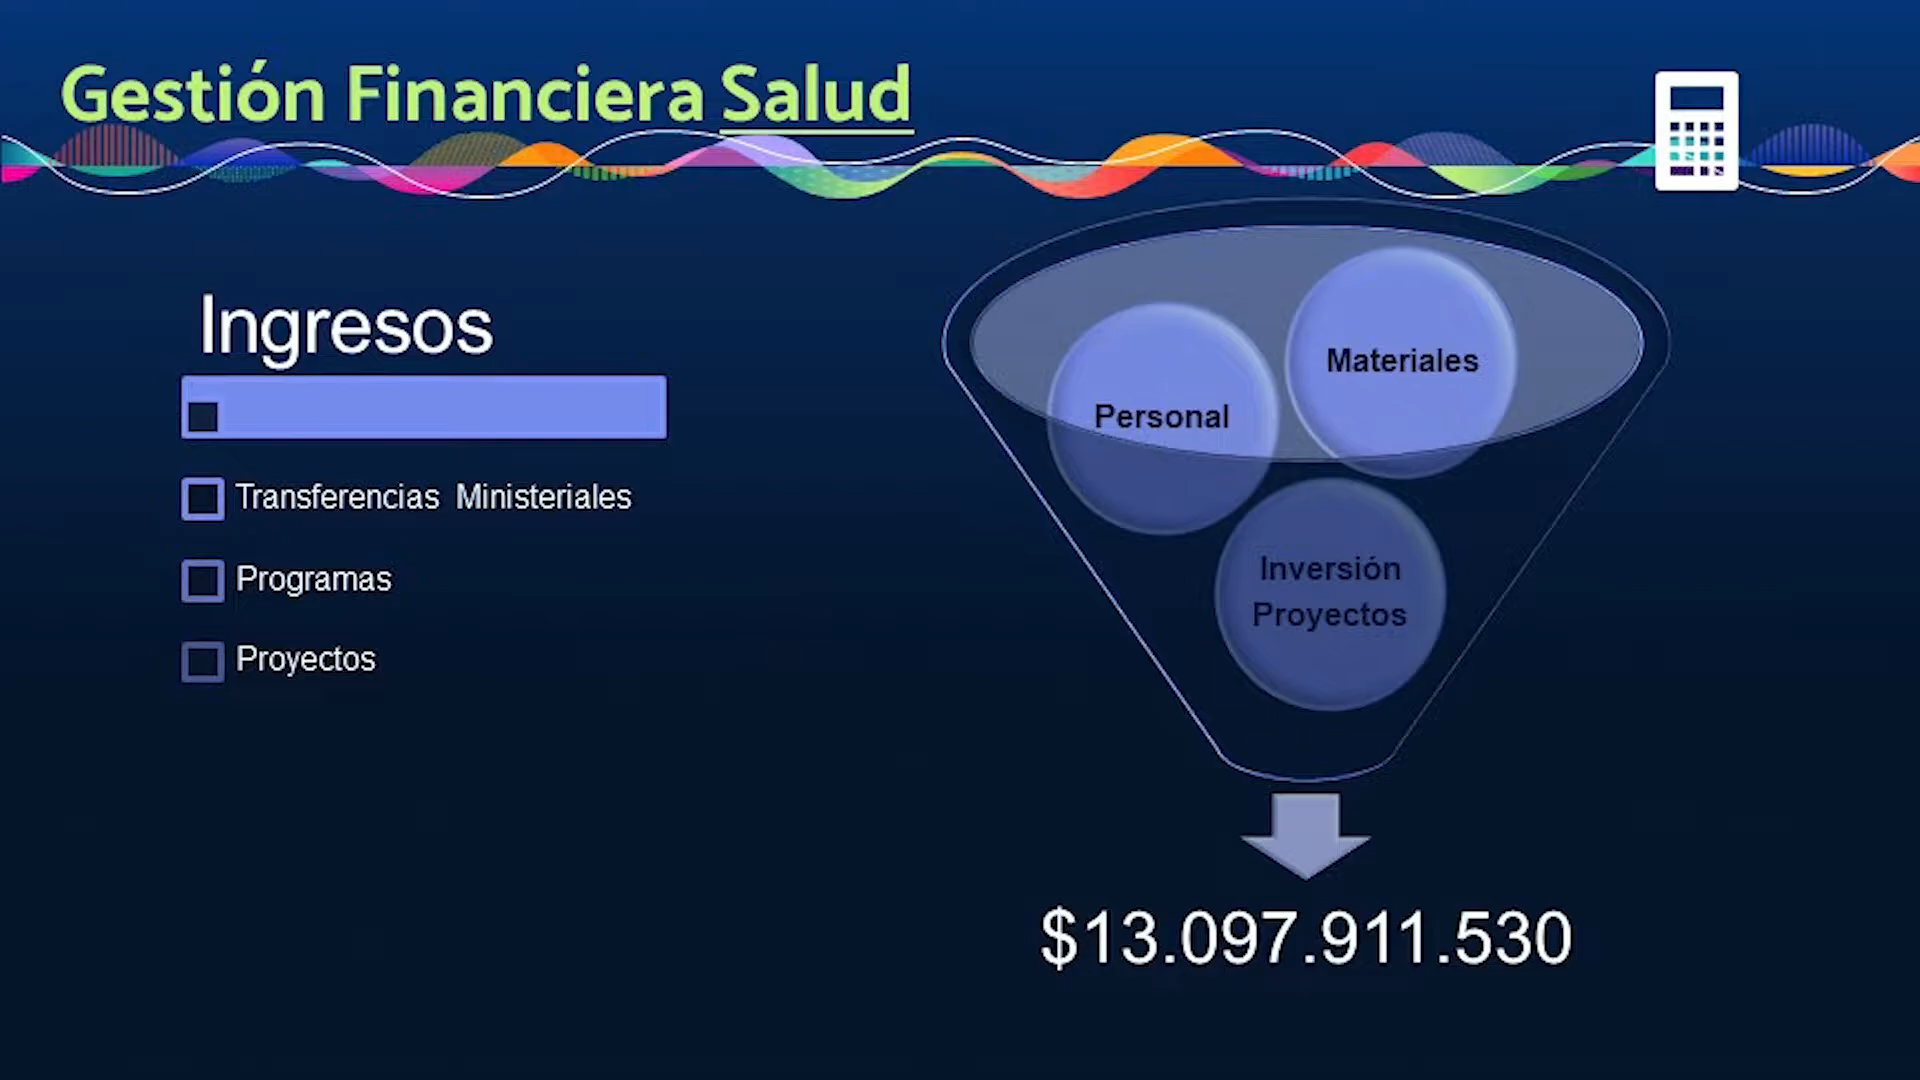 Gestión Financiera Salud
Ingresos
Transferencias Ministeriales
Programas
Proyectos
Materiales
Personal
Inversión
Proyectos
$13.097.911.530